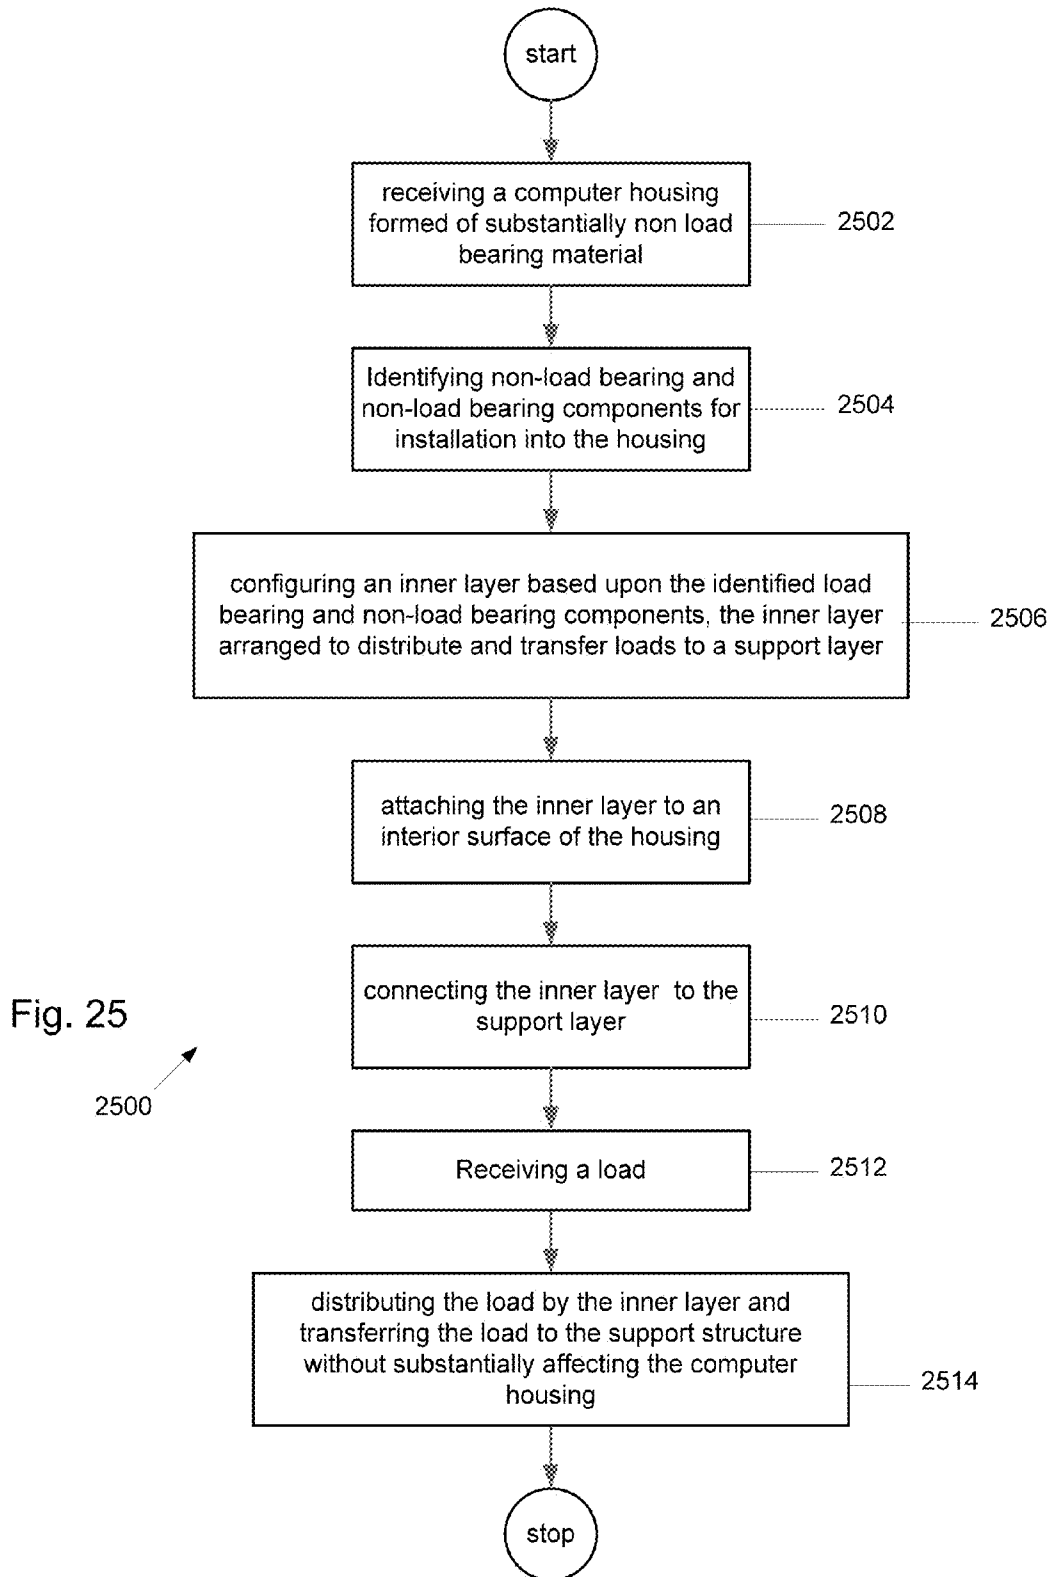 start
receiving a computer housing
formed of substantially non load
bearing material
2502
Identifying non-load bearing and
non-load bearing components for
installation into the housing
2504
configuring an inner layer based upon the identified load
bearing and non-load bearing components, the inner layer
arranged to distribute and transfer loads to a support layer
2506
attaching the inner layer to an
interior surface of the housing
2508
connecting the inner layer to the
support layer
2510
Fig. 25
2500
Receiving a load
2512
distributing the load by the inner layer and
transferring the load to the support structure
without substantially affecting the computer
housing
2514
stop